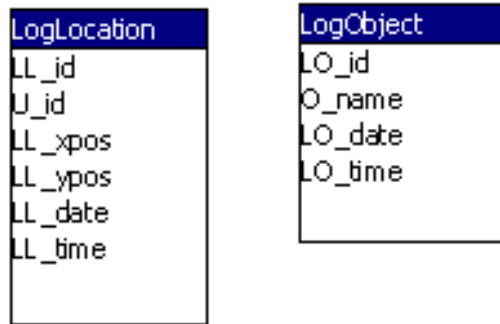 LogLocation
LL_id
U_id
LL_xpos
LL_ypos
LL_date
LL_time
LogObject
LO_id
O_name
LO_date
LO_time